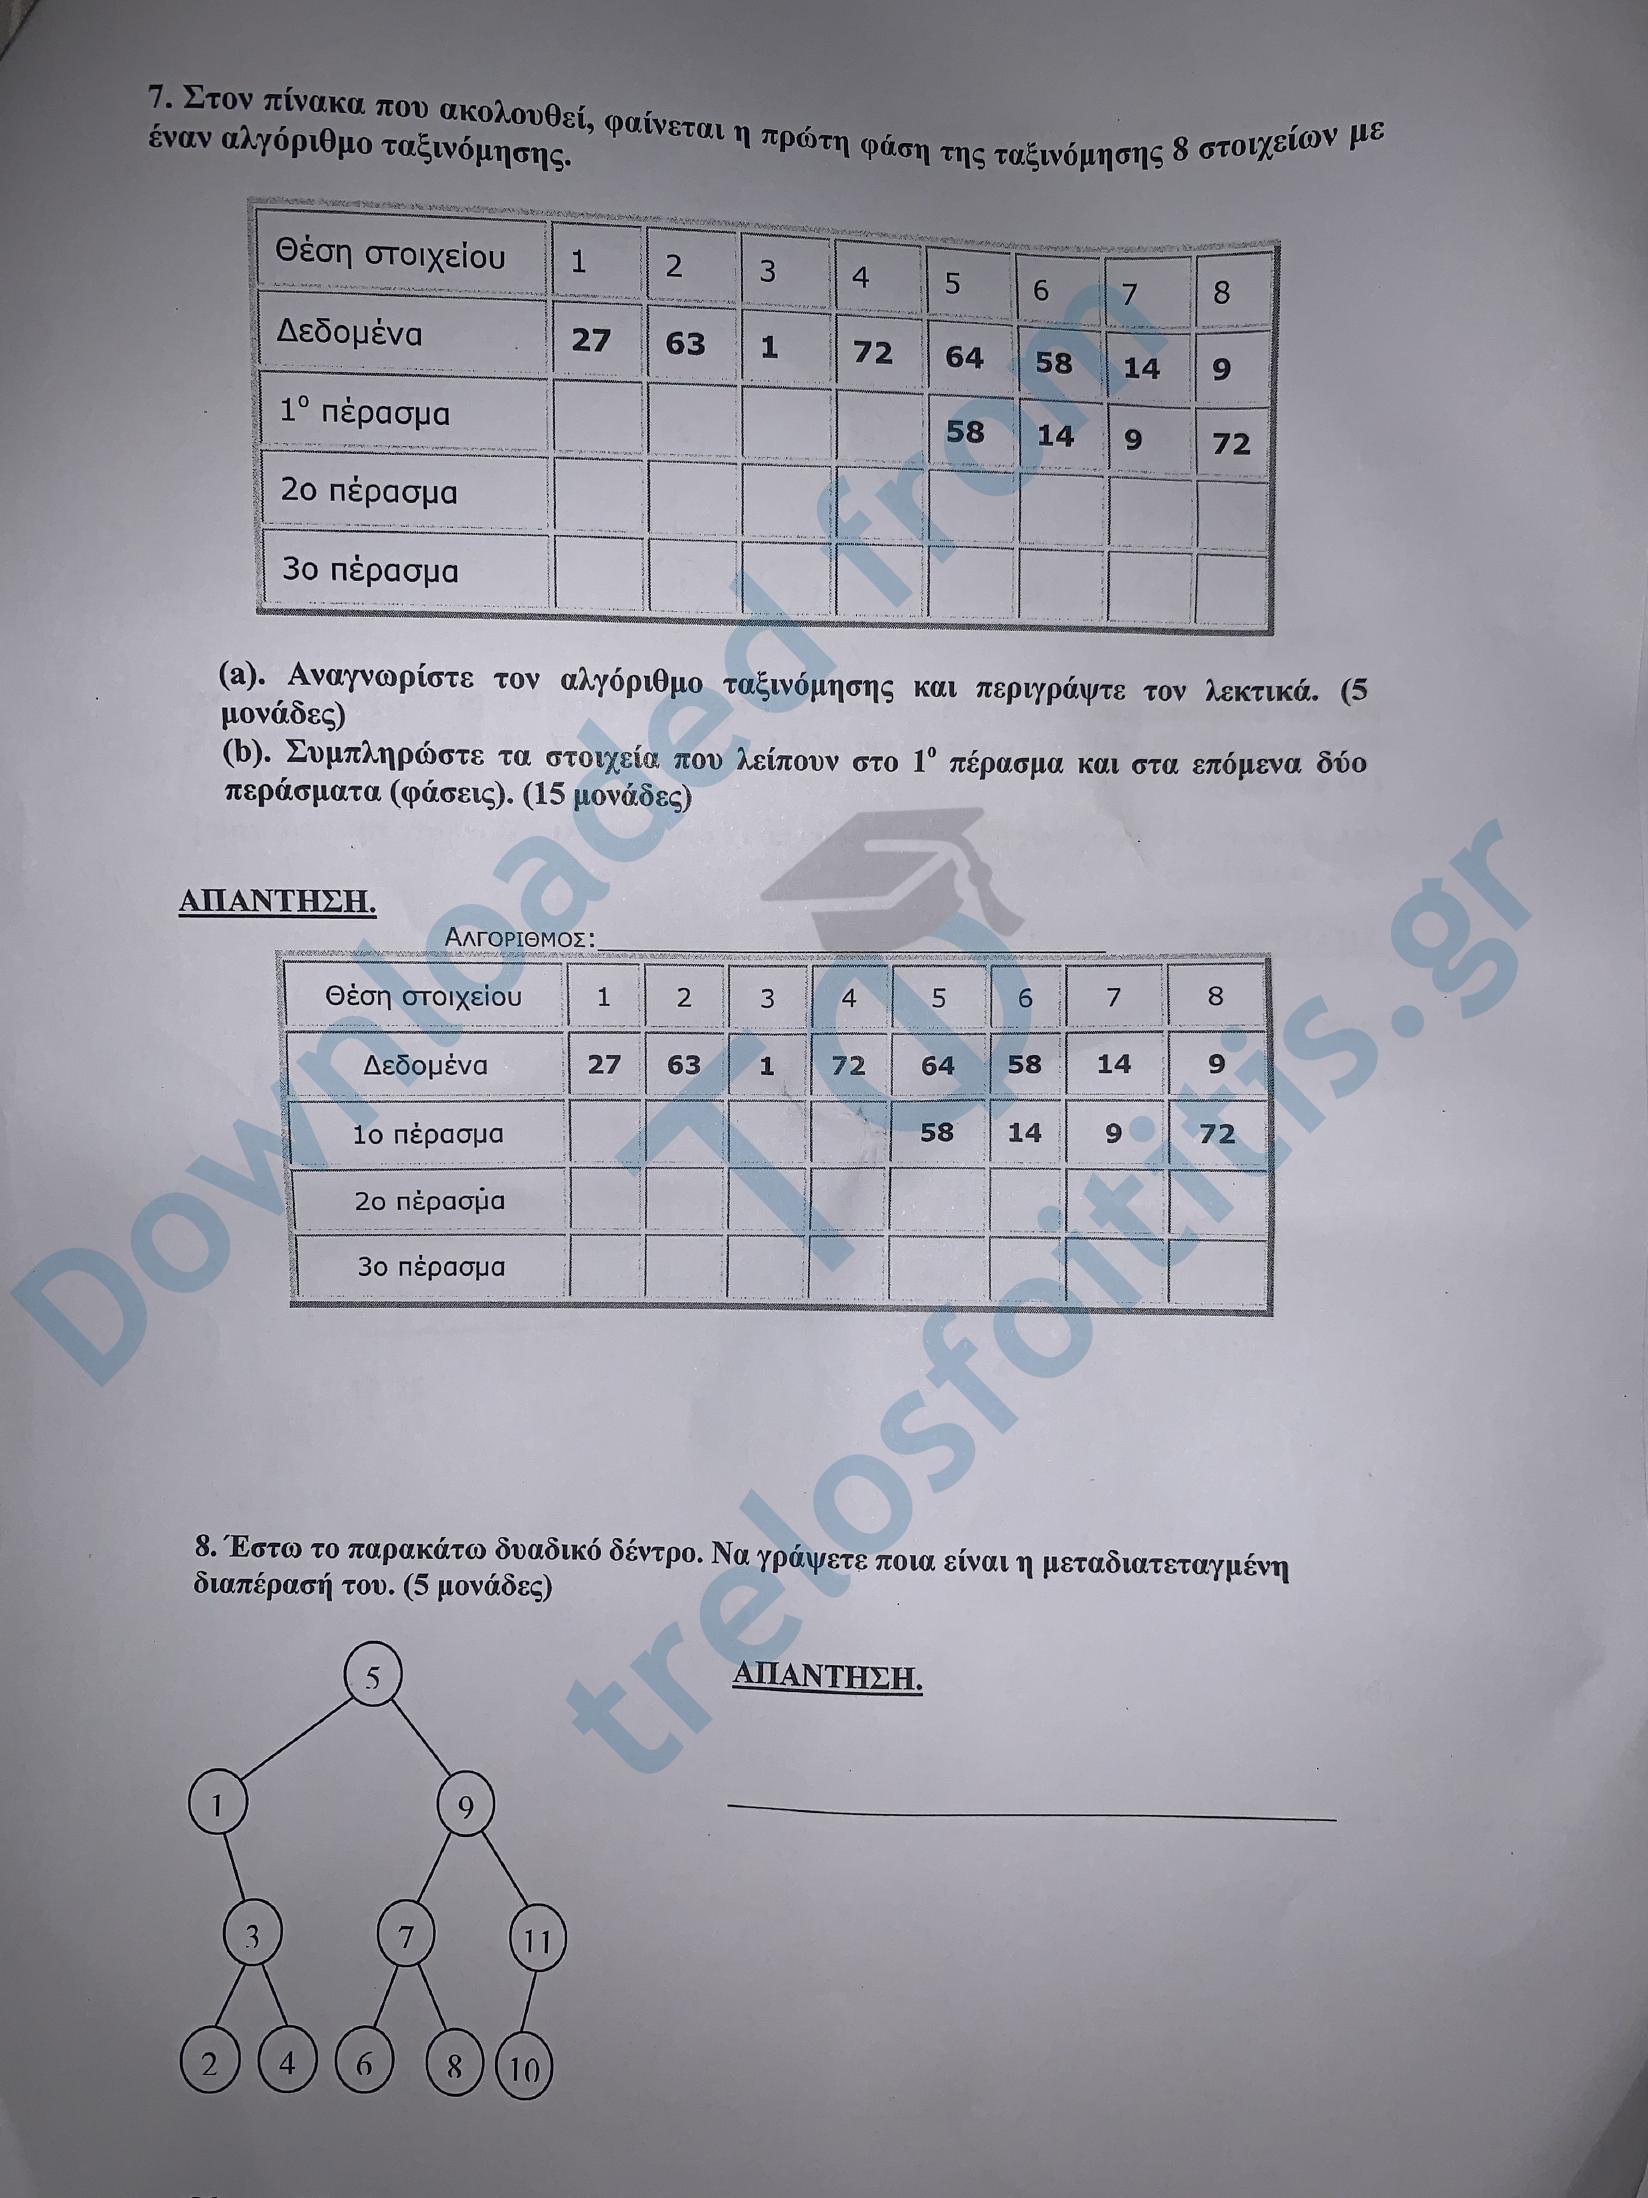 7. Στον πίνακα που ακολουθεί, φαίνεται η πρώτη φάση της ταξινόμησης 8 στοιχείων με
έναν αλγόριθμο ταξινόμησης.
Θέση στοιχείου 1 2 3 4 5 6 7 8
Δεδομένα 27 63 1 72 64 58 14 9
1ο πέρασμα 58 14 9 72
2ο πέρασμα
3ο πέρασμα
(a). Αναγνωρίστε τον αλγόριθμο ταξινόμησης και περιγράψτε τον λεκτικά. (5
μονάδες)
(b). Συμπληρώστε τα στοιχεία που λείπουν στο 1ο πέρασμα και στα επόμενα δύο
περάσματα (φάσεις). (15 μονάδες)
ΑΠΑΝΤΗΣΗ.
ΑΛΓΟΡΙΘΜΟΣ:
Θέση στοιχείου 1 2 3 4 5 6 7 8
Δεδομένα 27 63 1 72 64 58 14 9
1ο πέρασμα 58 14 9 72
2ο πέρασμα
3ο πέρασμα
8. Έστω το παρακάτω δυαδικό δέντρο. Να γράψετε ποια είναι η μεταδιατεταγμένη
διαπέρασή του. (5 μονάδες)
ΑΠΑΝΤΗΣΗ.
5
1 9
3 7 11
2 4 6 8 10
Downloaded from
ΤΦ
trelosfoititis.gr